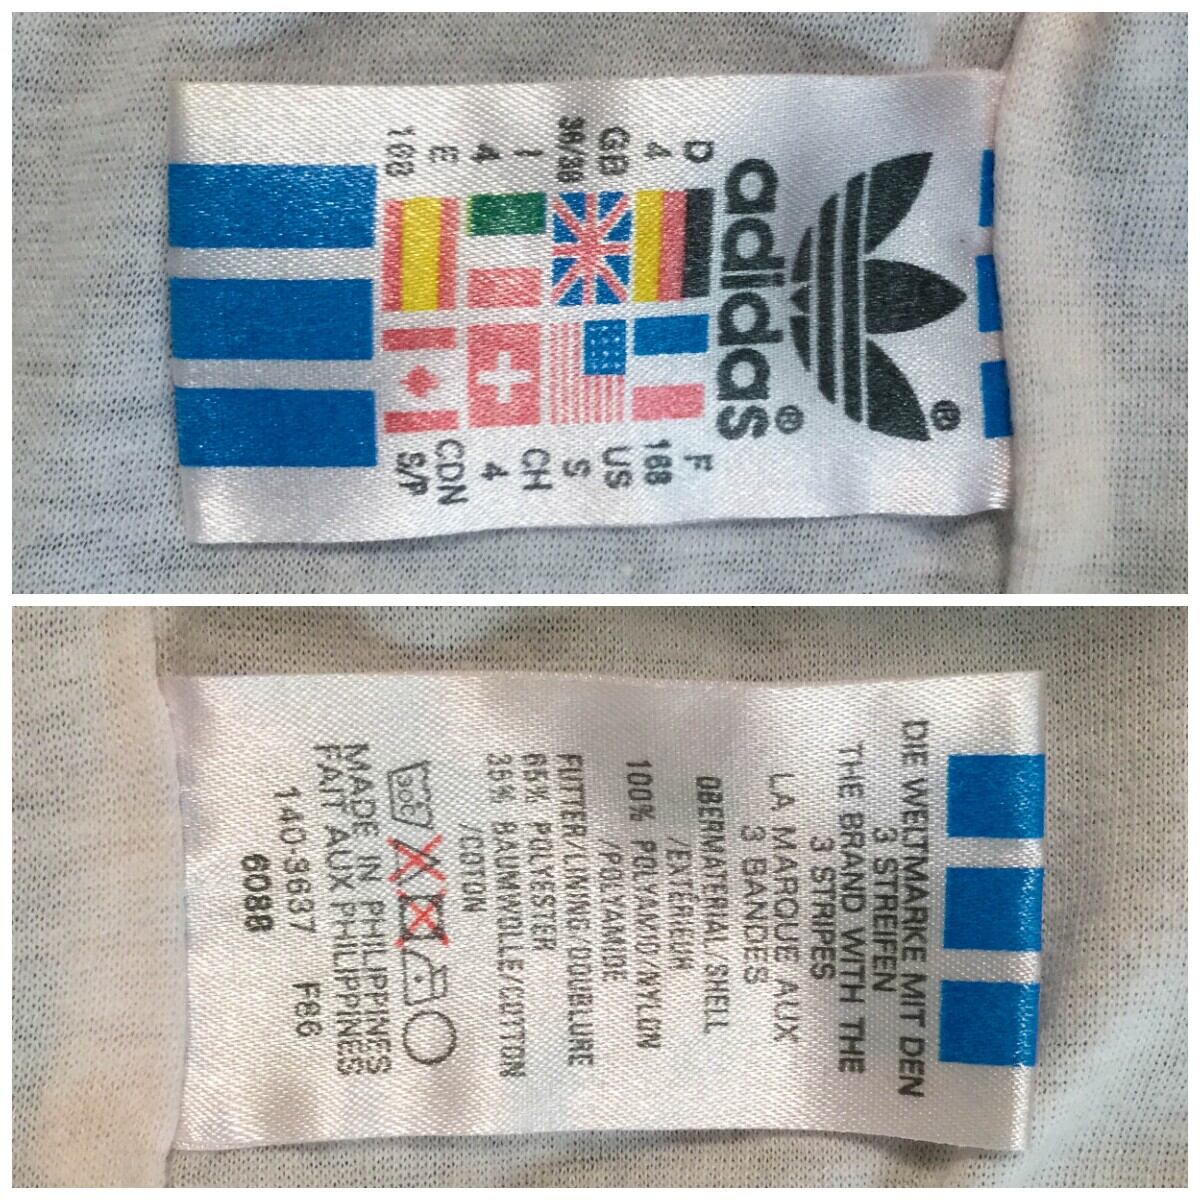 ®
adidas®
D
4
GB
36/38
I
4
E
168
F
168
US
S
CH
4
CDN
S/P
DIE WELTMARKE MIT DEN
3 STREIFEN
THE BRAND WITH THE
3 STRIPES
LA MARQUE AUX
3 BANDES
OBERMATERIAL/SHELL
/EXTÉRIEUR
100% POLYAMID/NYLON
/POLYAMIDE
FUTTER/LINING/DOUBLURE
65% POLYESTER
35% BAUMWOLLE/COTTON
/COTON
MADE IN PHILIPPINES
FAIT AUX PHILIPPINES
140-3637 F86
6088